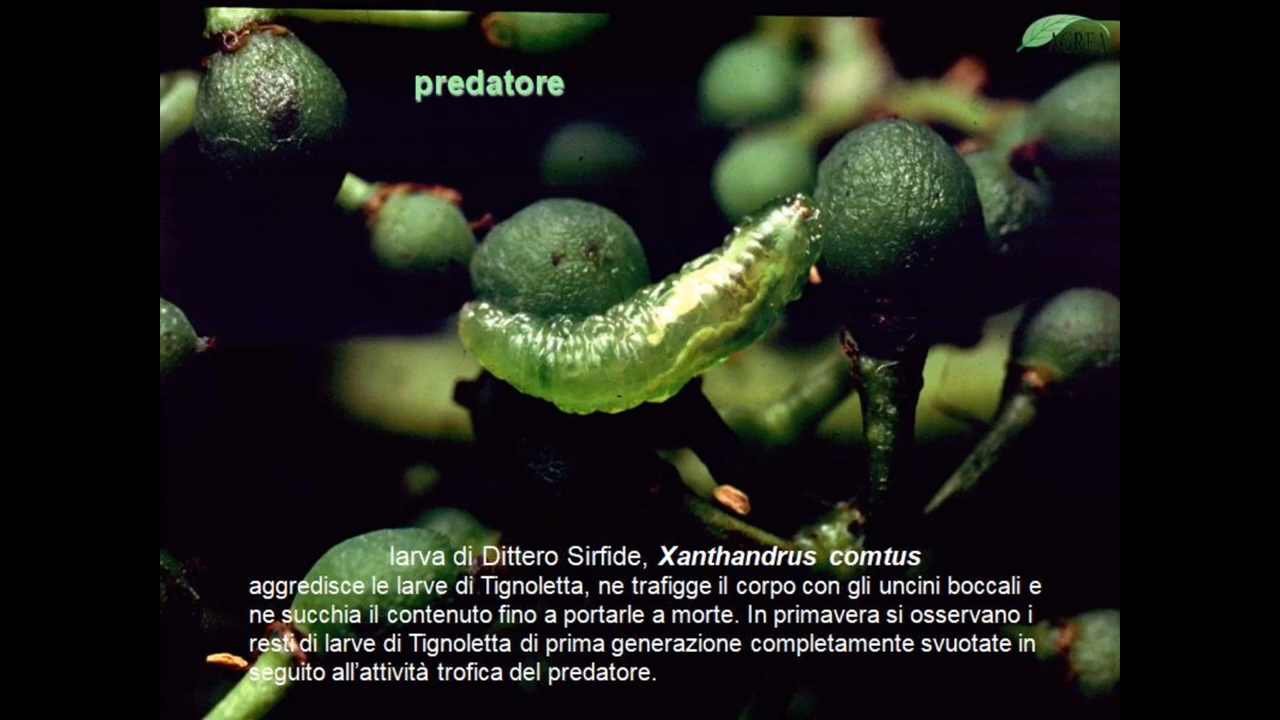 AGREA
predatore
larva di Dittero Sirfide, Xanthandrus comtus
aggredisce le larve di Tignoletta, ne trafigge il corpo con gli uncini boccali e
ne succhia il contenuto fino a portarle a morte. In primavera si osservano i
resti di larve di Tignoletta di prima generazione completamente svuotate in
seguito all'attività trofica del predatore.